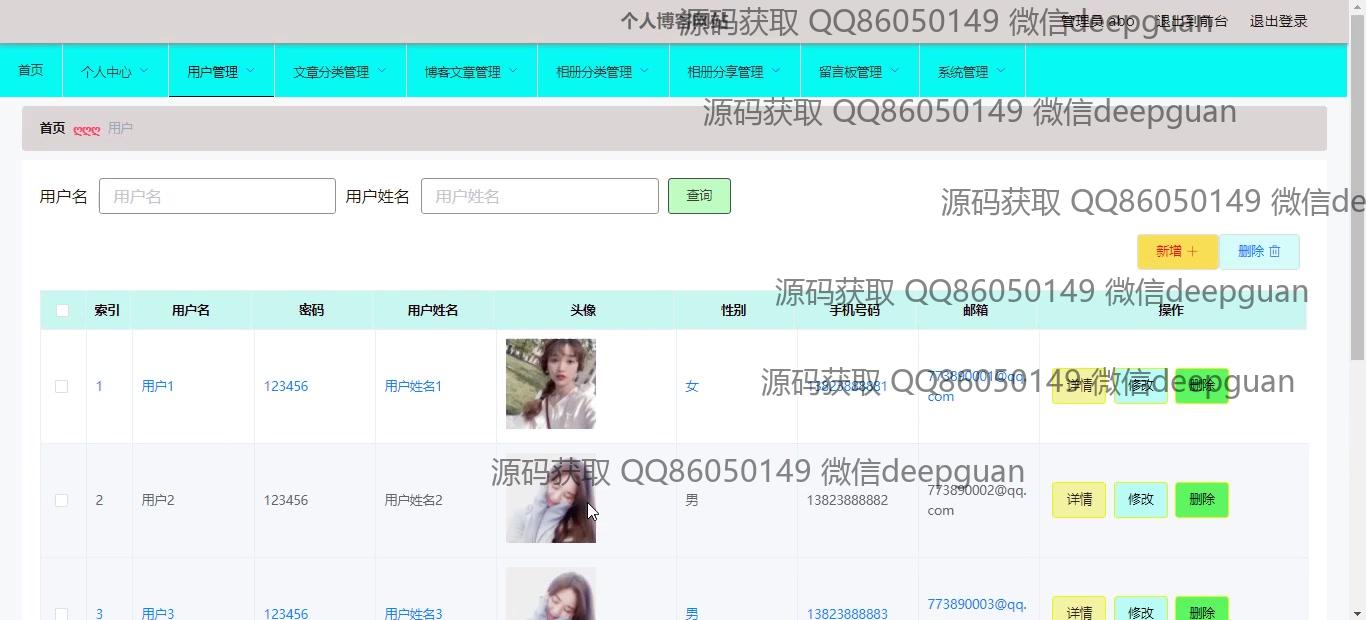 个人博客网站
管理员 abo 退出到前台 退出登录
源码获取 QQ86050149 微信deepguan
首页 个人中心 用户管理 文章分类管理 博客文章管理 相册分类管理 相册分享管理 留言板管理 系统管理
源码获取 QQ86050149 微信deepguan
首页 ღღღ 用户
用户名 用户名 用户姓名 用户姓名 查询
源码获取 QQ86050149 微信de
新增 + 删除
源码获取 QQ86050149 微信deepguan
索引 用户名 密码 用户姓名 头像 性别 手机号码 邮箱 操作
1 用户1 123456 用户姓名1 女 13823888881 773890001@qq.com 详情 修改 删除
源码获取 QQ86050149 微信deepguan
源码获取 QQ86050149 微信deepguan
2 用户2 123456 用户姓名2 男 13823888882 773890002@qq.com 详情 修改 删除
3 用户3 123456 用户姓名3 男 13823888883 773890003@qq. 详情 修改 删除